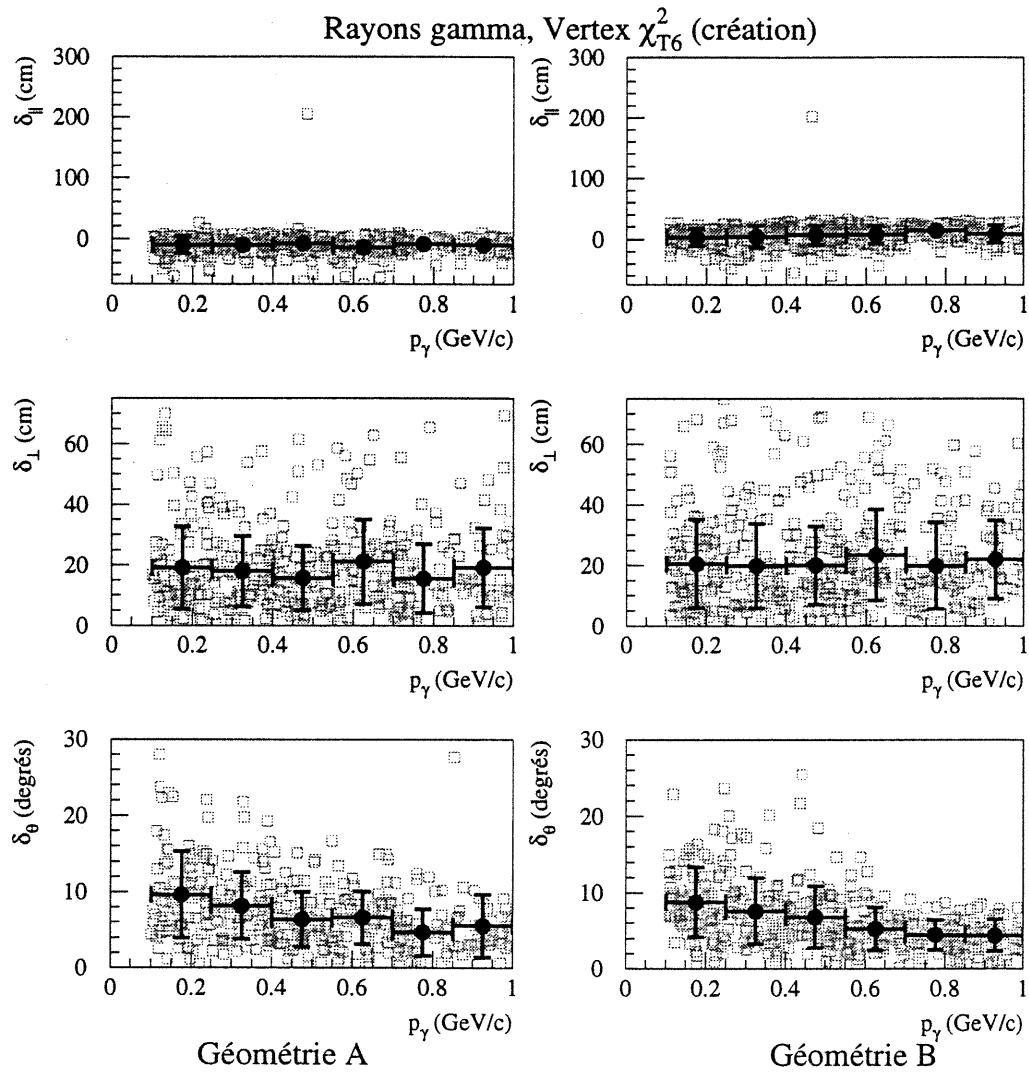 Rayons gamma, Vertex χ²T6 (création)
δ∥ (cm)
300
200
100
0
0 0.2 0.4 0.6 0.8 1
pγ (GeV/c)
δ∥ (cm)
300
200
100
0
0 0.2 0.4 0.6 0.8 1
pγ (GeV/c)
δ⊥ (cm)
60
40
20
0
0 0.2 0.4 0.6 0.8 1
pγ (GeV/c)
δ⊥ (cm)
60
40
20
0
0 0.2 0.4 0.6 0.8 1
pγ (GeV/c)
δθ (degrés)
30
20
10
0
0 0.2 0.4 0.6 0.8 1
pγ (GeV/c)
δθ (degrés)
30
20
10
0
0 0.2 0.4 0.6 0.8 1
pγ (GeV/c)
Géométrie A
Géométrie B